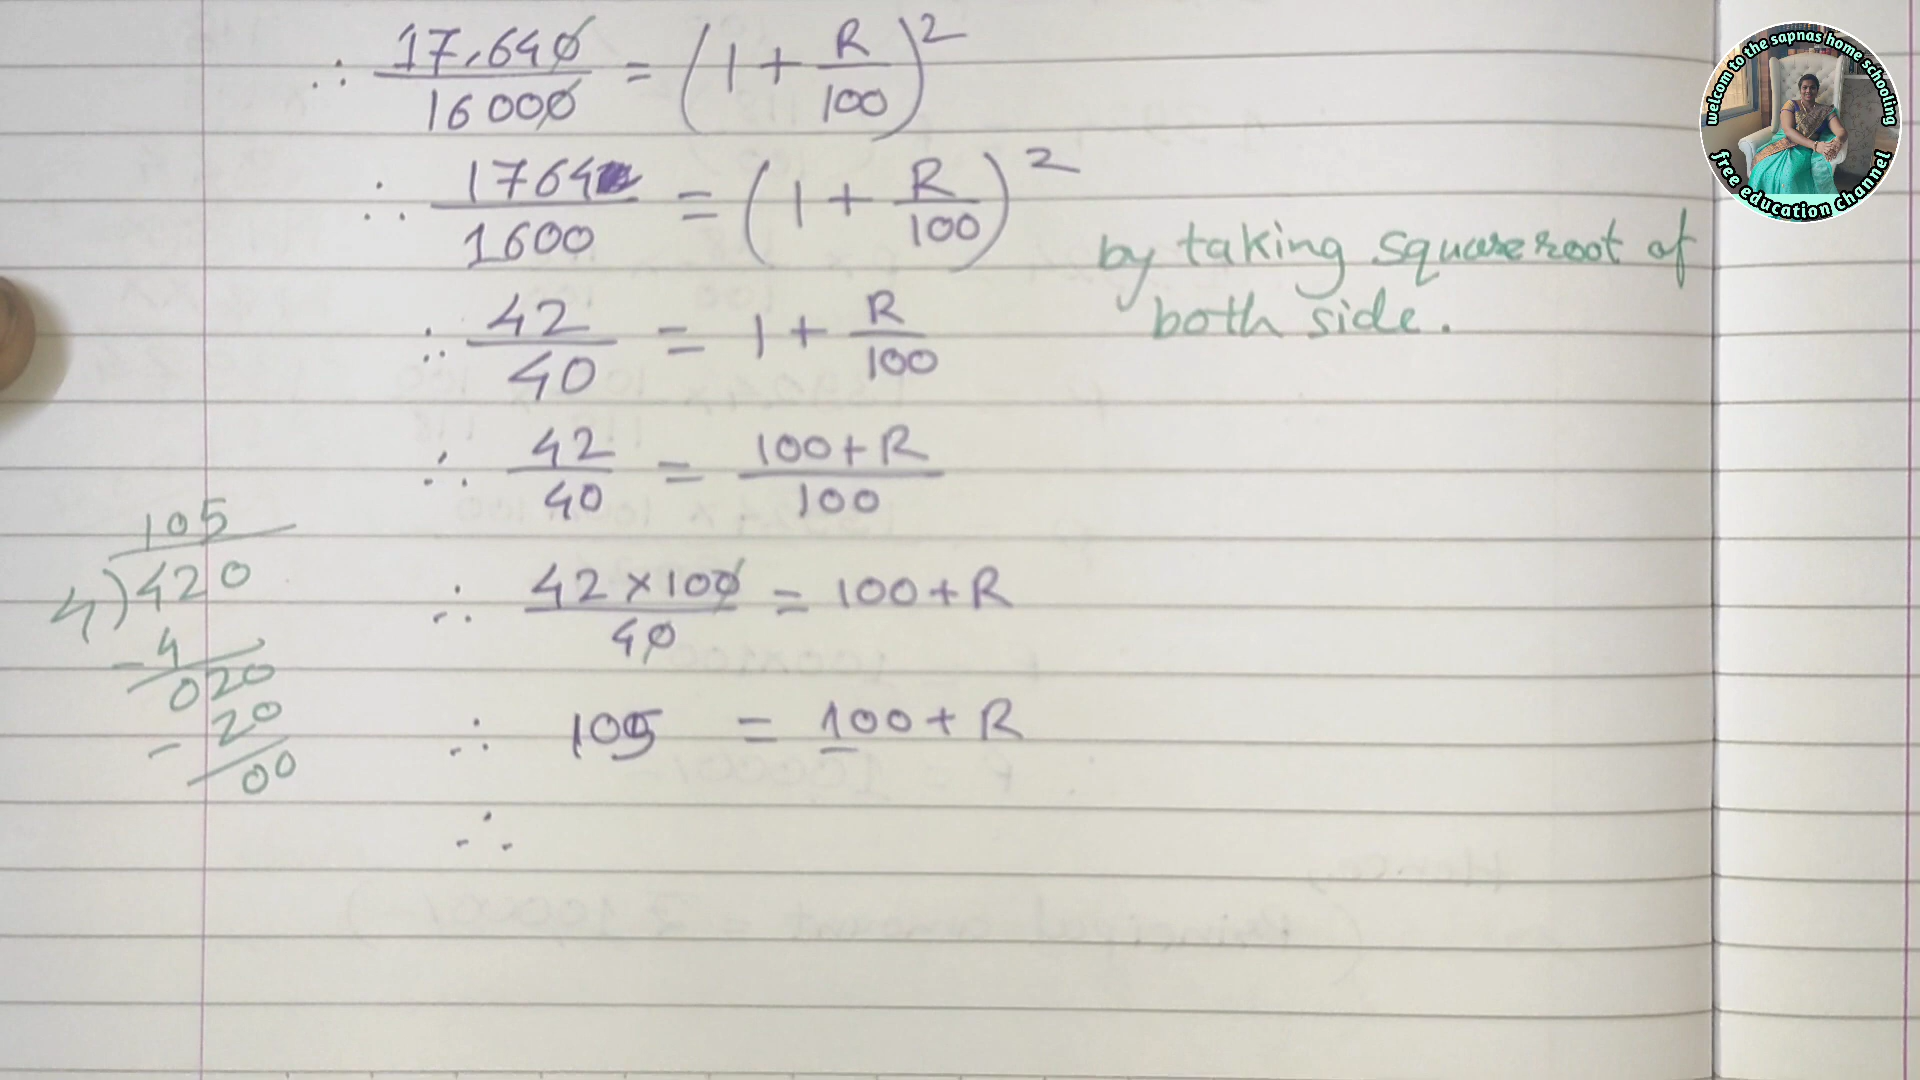 ∴ 17,640/16000 = (1 + R/100)²
∴ 1764/1600 = (1 + R/100)²
by taking square root of
both side.
∴ 42/40 = 1 + R/100
∴ 42/40 = 100 + R/100
∴ 42 × 100/40 = 100 + R
∴ 105 = 100 + R
∴
105
4)420
- 4
020
- 20
00
welcom to the sapnas home schooling
free education channel